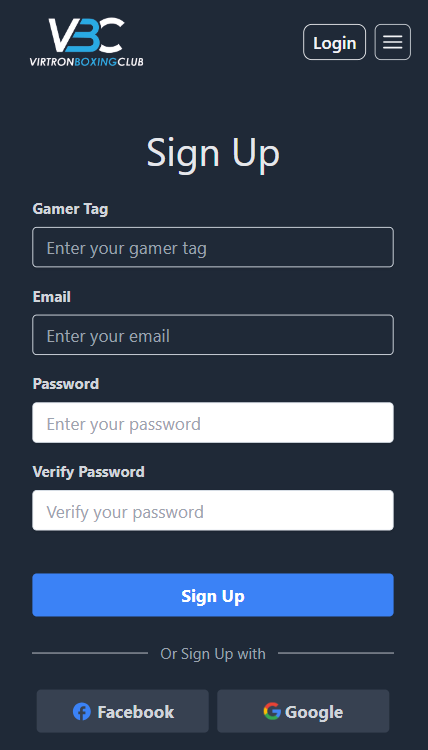 VBC
VIRTRONBOXINGCLUB
Login
Sign Up
Gamer Tag
Enter your gamer tag
Email
Enter your email
Password
Enter your password
Verify Password
Verify your password
Sign Up
Or Sign Up with
Facebook
Google